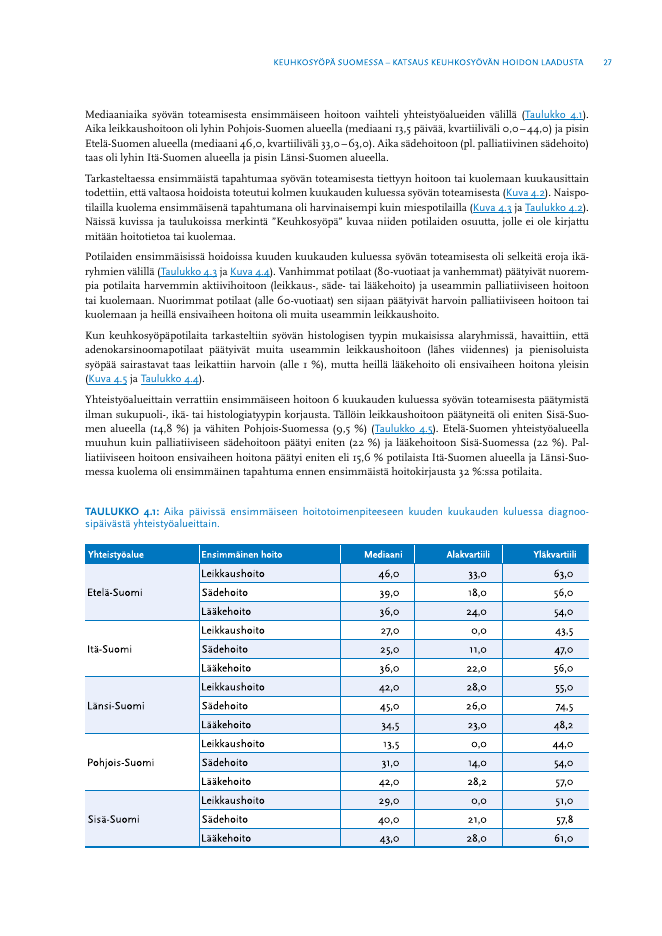 KEUHKOSYÖPÄ SUOMESSA – KATSAUS KEUHKOSYÖVÄN HOIDON LAADUSTA 27
Mediaaniaika syövän toteamisesta ensimmäiseen hoitoon vaihteli yhteistyöalueiden välillä (Taulukko 4.1).
Aika leikkaushoitoon oli lyhin Pohjois-Suomen alueella (mediaani 13,5 päivää, kvartiiliväli 0,0–44,0) ja pisin
Etelä-Suomen alueella (mediaani 46,0, kvartiiliväli 33,0–63,0). Aika sädehoitoon (pl. palliatiivinen sädehoito)
taas oli lyhin Itä-Suomen alueella ja pisin Länsi-Suomen alueella.
Tarkasteltaessa ensimmäistä tapahtumaa syövän toteamisesta tiettyyn hoitoon tai kuolemaan kuukausittain
todettiin, että valtaosa hoidoista toteutui kolmen kuukauden kuluessa syövän toteamisesta (Kuva 4.2). Naispo-
tilailla kuolema ensimmäisenä tapahtumana oli harvinaisempi kuin miespotilailla (Kuva 4.3 ja Taulukko 4.2).
Näissä kuvissa ja taulukoissa merkintä ”Keuhkosyöpä” kuvaa niiden potilaiden osuutta, jolle ei ole kirjattu
mitään hoitotietoa tai kuolemaa.
Potilaiden ensimmäisissä hoidoissa kuuden kuukauden kuluessa syövän toteamisesta oli selkeitä eroja ikä-
ryhmien välillä (Taulukko 4.3 ja Kuva 4.4). Vanhimmat potilaat (80-vuotiaat ja vanhemmat) päätyivät nuorem-
pia potilaita harvemmin aktiivihoitoon (leikkaus-, säde- tai lääkehoito) ja useammin palliatiiviseen hoitoon
tai kuolemaan. Nuorimmat potilaat (alle 60-vuotiaat) sen sijaan päätyivät harvoin palliatiiviseen hoitoon tai
kuolemaan ja heillä ensivaiheen hoitona oli muita useammin leikkaushoito.
Kun keuhkosyöpäpotilaita tarkasteltiin syövän histologisen tyypin mukaisissa alaryhmissä, havaittiin, että
adenokarsinoomapotilaat päätyivät muita useammin leikkaushoitoon (lähes viidennes) ja pienisoluista
syöpää sairastavat taas leikattiin harvoin (alle 1 %), mutta heillä lääkehoito oli ensivaiheen hoitona yleisin
(Kuva 4.5 ja Taulukko 4.4).
Yhteistyöalueittain verrattiin ensimmäiseen hoitoon 6 kuukauden kuluessa syövän toteamisesta päätymistä
ilman sukupuoli-, ikä- tai histologiatyypin korjausta. Tällöin leikkaushoitoon päätyneitä oli eniten Sisä-Suo-
men alueella (14,8 %) ja vähiten Pohjois-Suomessa (9,5 %) (Taulukko 4.5). Etelä-Suomen yhteistyöalueella
muuhun kuin palliatiiviseen sädehoitoon päätyi eniten (22 %) ja lääkehoitoon Sisä-Suomessa (22 %). Pal-
liatiiviseen hoitoon ensivaiheen hoitona päätyi eniten eli 15,6 % potilaista Itä-Suomen alueella ja Länsi-Suo-
messa kuolema oli ensimmäinen tapahtuma ennen ensimmäistä hoitokirjausta 32 %:ssa potilaita.
TAULUKKO 4.1: Aika päivissä ensimmäiseen hoitotoimenpiteeseen kuuden kuukauden kuluessa diagnoo-
sipäivästä yhteistyöalueittain.
Yhteistyöalue Ensimmäinen hoito Mediaani Alakvartiili Yläkvartiili
Leikkaushoito 46,0 33,0 63,0
Etelä-Suomi Sädehoito 39,0 18,0 56,0
Lääkehoito 36,0 24,0 54,0
Leikkaushoito 27,0 0,0 43,5
Itä-Suomi Sädehoito 25,0 11,0 47,0
Lääkehoito 36,0 22,0 56,0
Leikkaushoito 42,0 28,0 55,0
Länsi-Suomi Sädehoito 45,0 26,0 74,5
Lääkehoito 34,5 23,0 48,2
Leikkaushoito 13,5 0,0 44,0
Pohjois-Suomi Sädehoito 31,0 14,0 54,0
Lääkehoito 42,0 28,2 57,0
Leikkaushoito 29,0 0,0 51,0
Sisä-Suomi Sädehoito 40,0 21,0 57,8
Lääkehoito 43,0 28,0 61,0